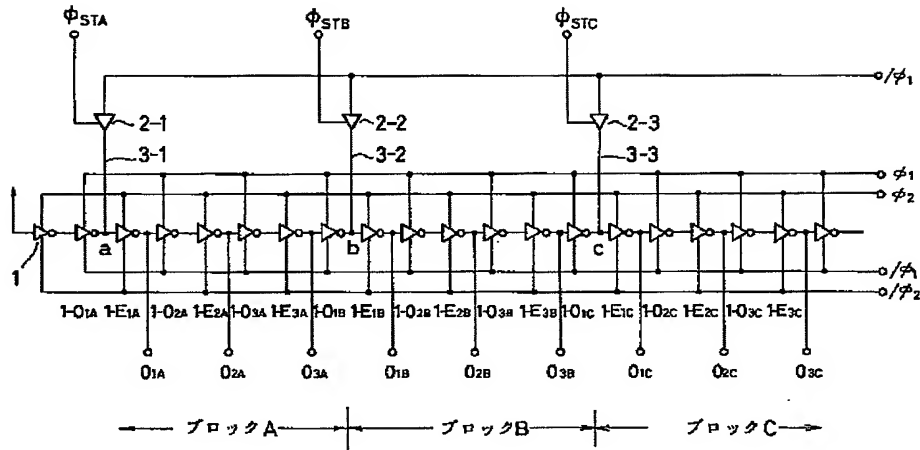 φSTA φSTB φSTC
/φ1
2-1 2-2 2-3
3-1 3-2 3-3
φ1
φ2
a b c
1
/φ1
/φ2
1-O1A 1-E1A 1-O2A 1-E2A 1-O3A 1-E3A 1-O1B 1-E1B 1-O2B 1-E2B 1-O3B 1-E3B 1-O1C 1-E1C 1-O2C 1-E2C 1-O3C 1-E3C
O1A O2A O3A O1B O2B O3B O1C O2C O3C
ブロックA ブロックB ブロックC